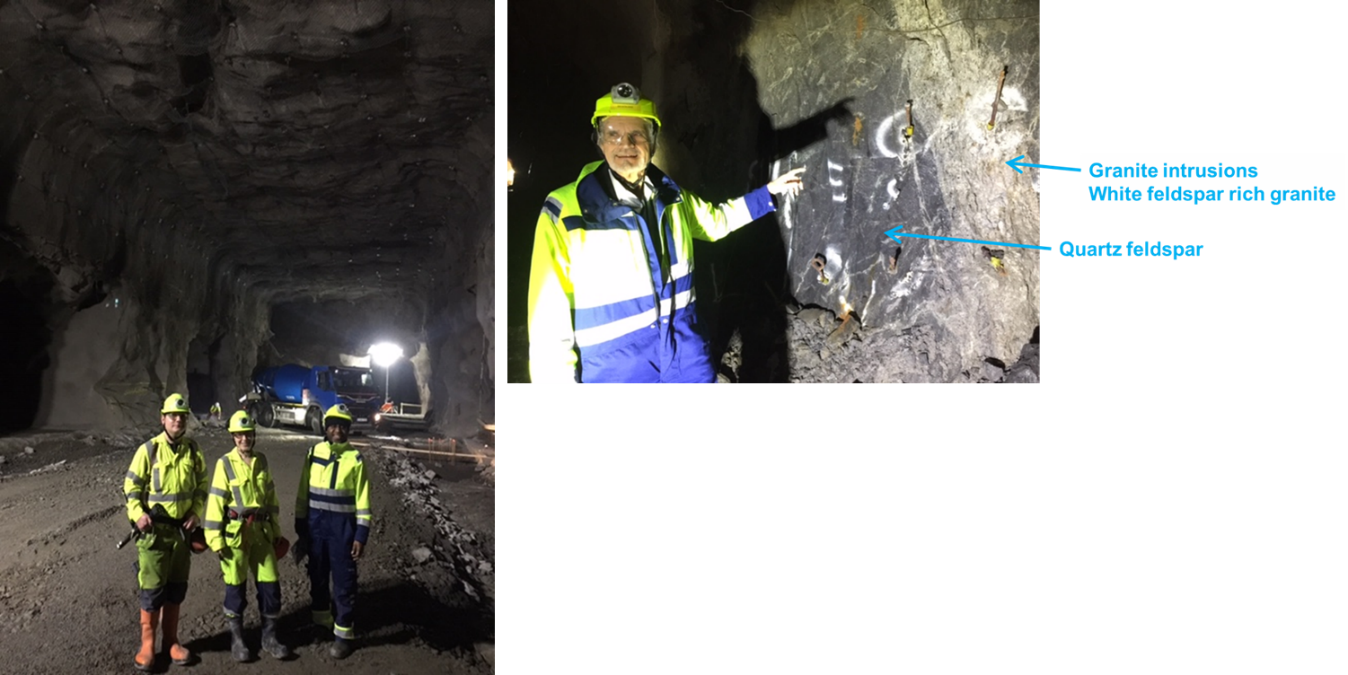 Granite intrusions
White feldspar rich granite
Quartz feldspar